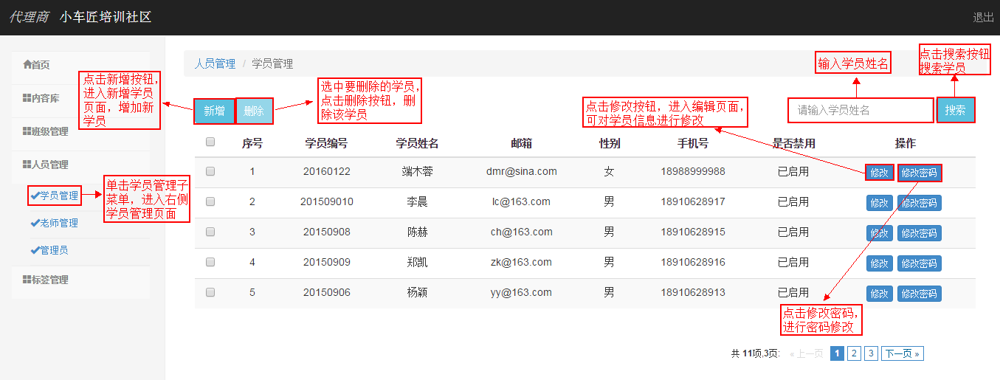 代理商 小车匠培训社区 退出
首页
内容库
班级管理
人员管理
学员管理
老师管理
管理员
标签管理
单击学员管理子
菜单，进入右侧
学员管理页面
人员管理 / 学员管理
点击新增按钮，
进入新增学员
页面，增加新
学员
新增 删除
选中要删除的学员，
点击删除按钮，删
除该学员
点击修改按钮，进入编辑页面，
可对学员信息进行修改
输入学员姓名
点击搜索按钮
搜索学员
请输入学员姓名 搜索
序号 学员编号 学员姓名 邮箱 性别 手机号 是否禁用 操作
1 20160122 端木蓉 dmr@sina.com 女 18988999988 已启用 修改 修改密码
2 201509010 李晨 lc@163.com 男 18910628917 已启用 修改 修改密码
3 20150908 陈赫 ch@163.com 男 18910628915 已启用 修改 修改密码
4 20150909 郑凯 zk@163.com 男 18910628916 已启用 修改 修改密码
5 20150906 杨颖 yy@163.com 男 18910628913 已启用 修改 修改密码
点击修改密码，
进行密码修改
共 11项,3页: « 上一页 1 2 3 下一页 »